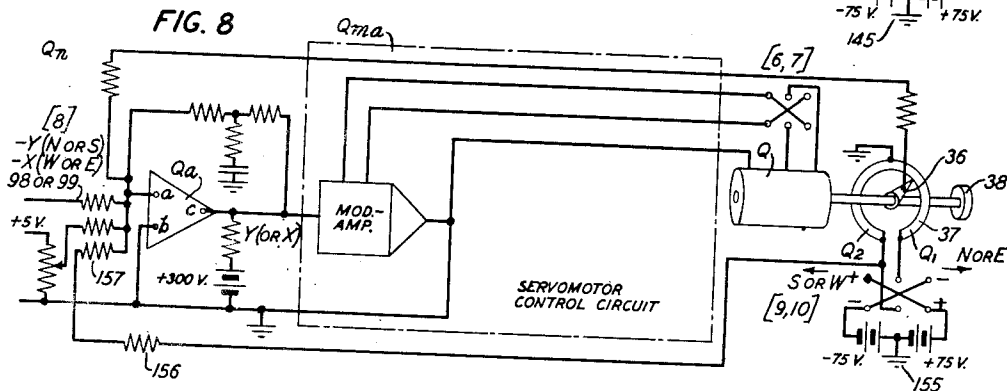 FIG. 8
-75 V. +75 V.
145
Qn
Qma
[6, 7]
[8]
-Y (N OR S)
-X (W OR E)
98 OR 99
Qa
a
b
c
+5 V.
157
Y (OR X)
+300 V.
MOD.-
AMP.
SERVOMOTOR
CONTROL CIRCUIT
Q
36
38
37
Q2
Q1
S OR W
N OR E
+
-
-
+
[9, 10]
-75 V. +75 V.
155
156